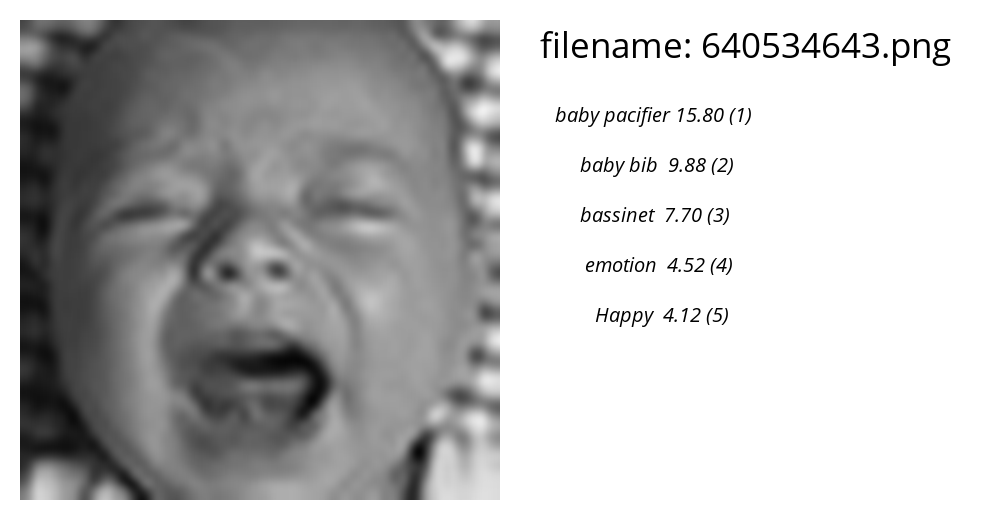 filename: 640534643.png
baby pacifier 15.80 (1)
baby bib 9.88 (2)
bassinet 7.70 (3)
emotion 4.52 (4)
Happy 4.12 (5)